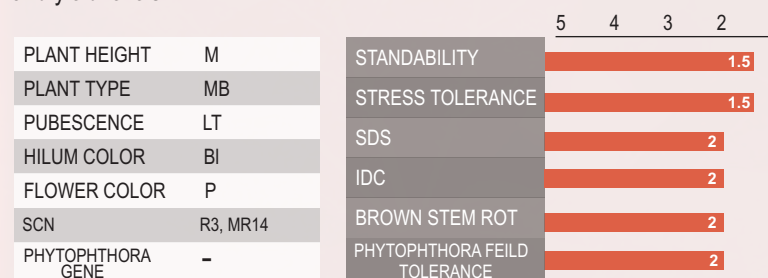 5 4 3 2
PLANT HEIGHT M
PLANT TYPE MB
PUBESCENCE LT
HILUM COLOR BI
FLOWER COLOR P
SCN R3, MR14
PHYTOPHTHORA
GENE -
STANDABILITY 1.5
STRESS TOLERANCE 1.5
SDS 2
IDC 2
BROWN STEM ROT 2
PHYTOPHTHORA FEILD
TOLERANCE 2